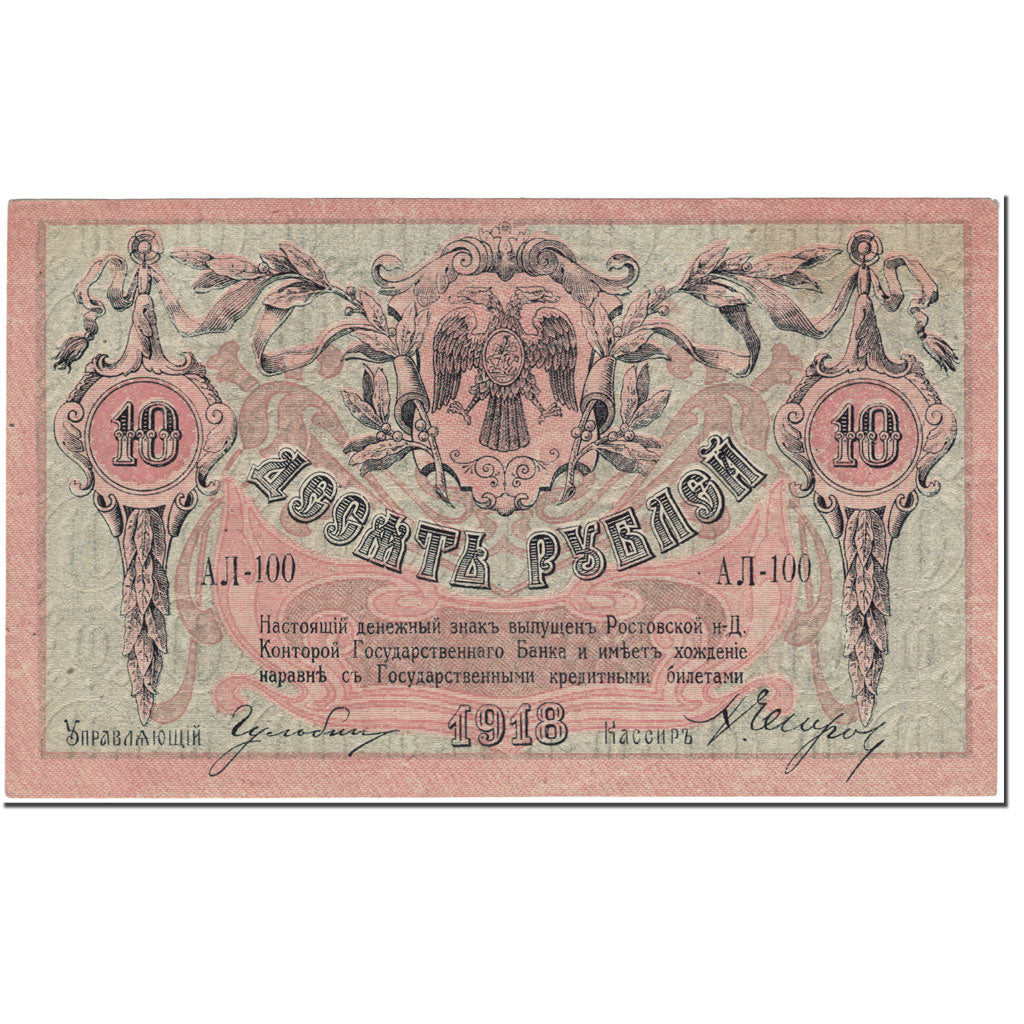 10
10
ДЕСЯТЬ РУБЛЕЙ
АЛ-100
АЛ-100
Настоящій денежный знакъ выпущенъ Ростовской н-Д.
Конторой Государственнаго Банка и имѣетъ хожденіе
наравнѣ съ Государственными кредитными билетами
1918
Управляющій
Кассиръ